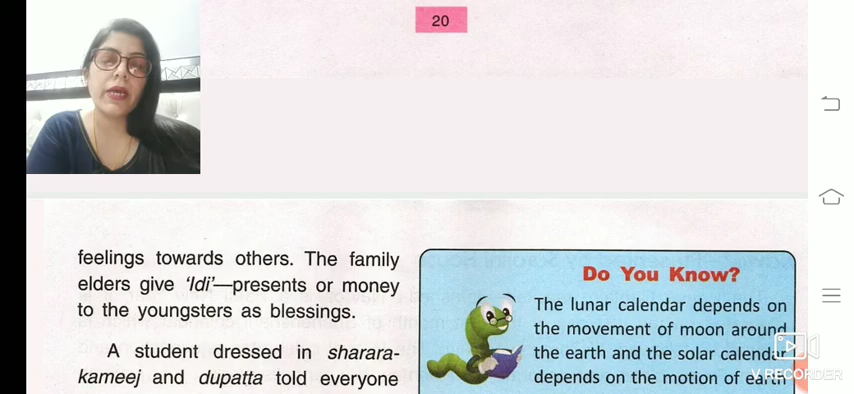 20
feelings towards others. The family
elders give ‘Idi’—presents or money
to the youngsters as blessings.
A student dressed in sharara-
kameej and dupatta told everyone
Do You Know?
The lunar calendar depends on
the movement of moon around
the earth and the solar calendar
depends on the motion of earth
V.RECORDER